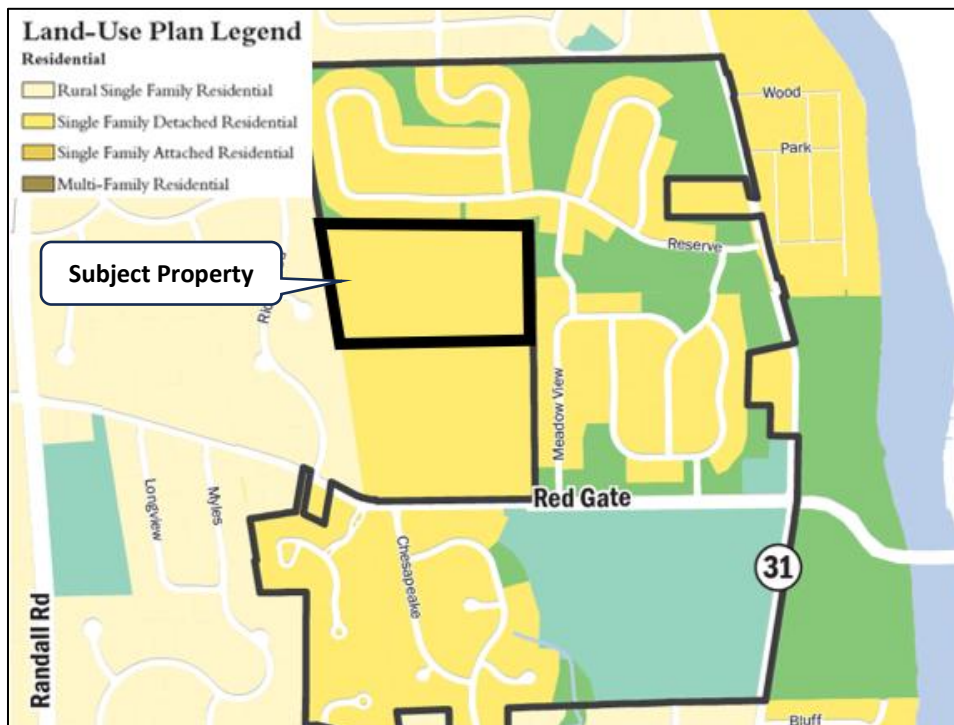 Land-Use Plan Legend
Residential
Rural Single Family Residential
Single Family Detached Residential
Single Family Attached Residential
Multi-Family Residential
Wood
Park
Reserve
Subject Property
Meadow View
Red Gate
Longview
Myles
Chesapeake
31
Randall Rd
Bluff